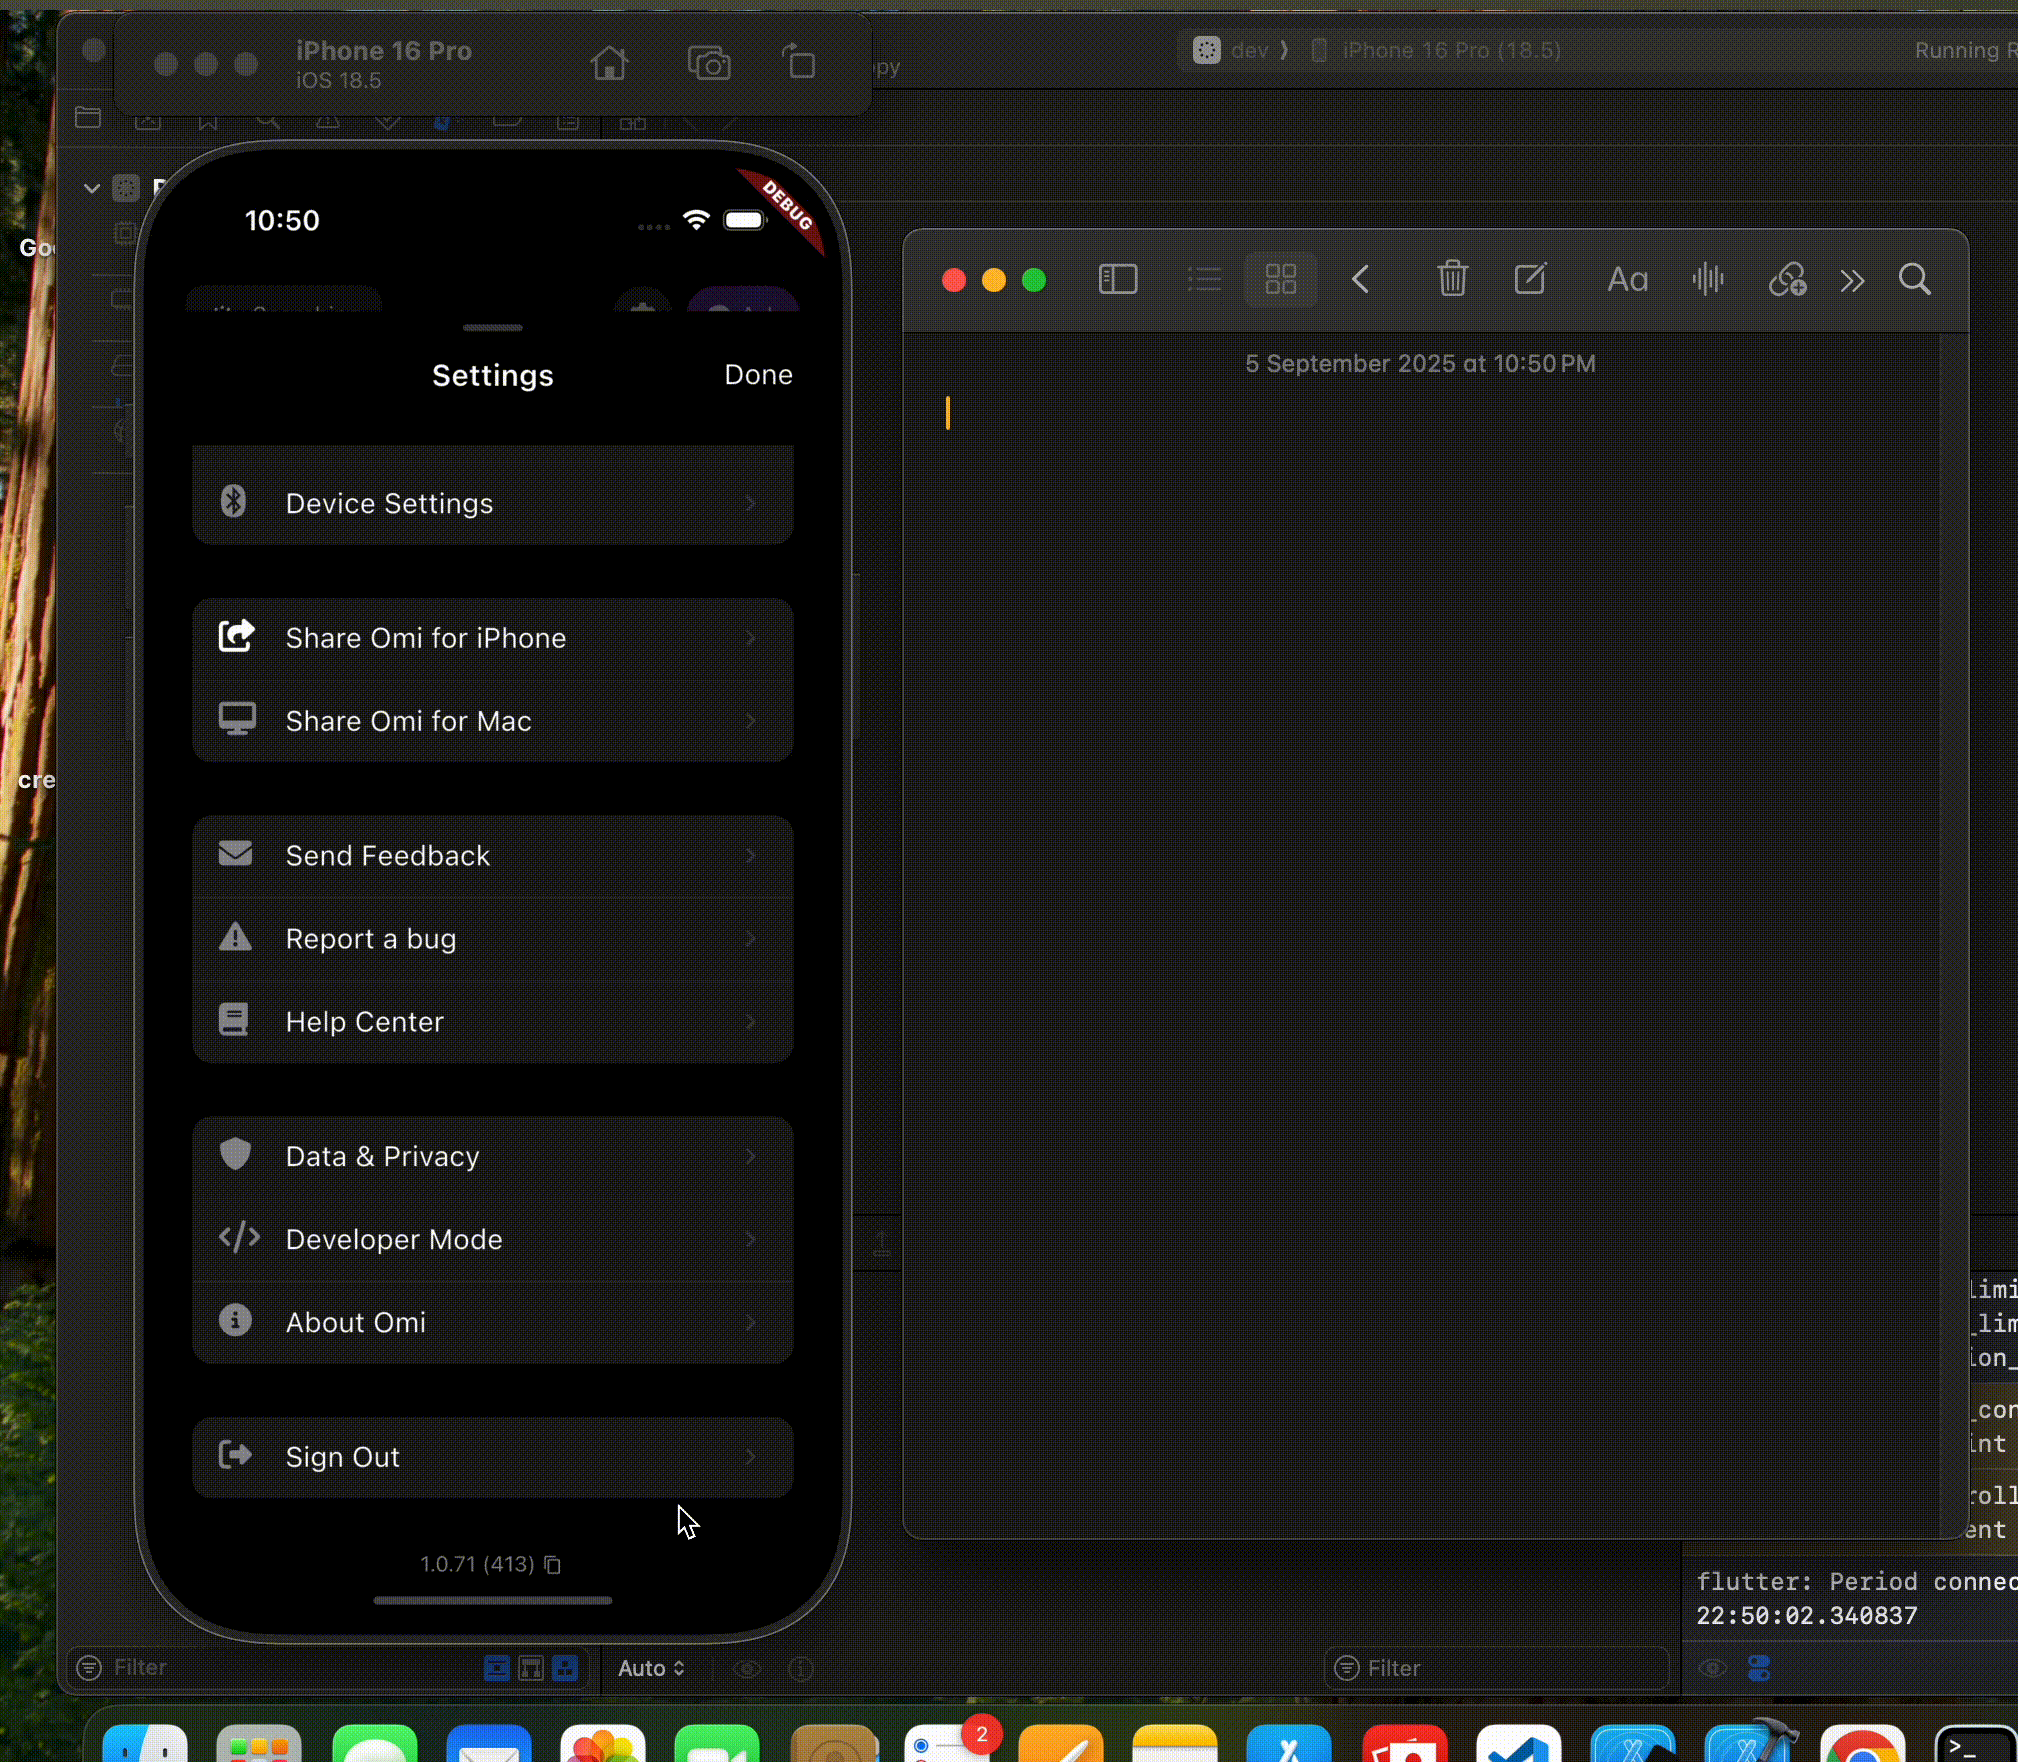 iPhone 16 Pro
iOS 18.5
dev
iPhone 16 Pro (18.5)
Running
10:50
DEBUG
Settings
Done
Device Settings
Share Omi for iPhone
Share Omi for Mac
Send Feedback
Report a bug
Help Center
Data & Privacy
Developer Mode
About Omi
Sign Out
1.0.71 (413)
Aa
5 September 2025 at 10:50 PM
flutter: Period connec
22:50:02.340837
Filter
Auto
Filter
2